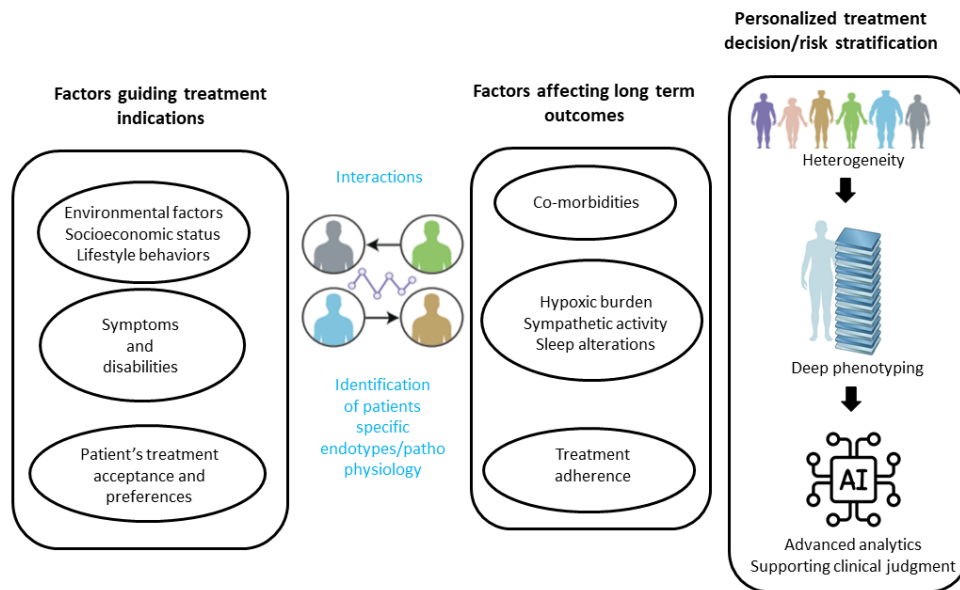 Factors guiding treatment
indications
Environmental factors
Socioeconomic status
Lifestyle behaviors
Symptoms
and
disabilities
Patient's treatment
acceptance and
preferences
Interactions
Identification
of patients
specific
endotypes/patho
physiology
Factors affecting long term
outcomes
Co-morbidities
Hypoxic burden
Sympathetic activity
Sleep alterations
Treatment
adherence
Personalized treatment
decision/risk stratification
Heterogeneity
Deep phenotyping
AI
Advanced analytics
Supporting clinical judgment